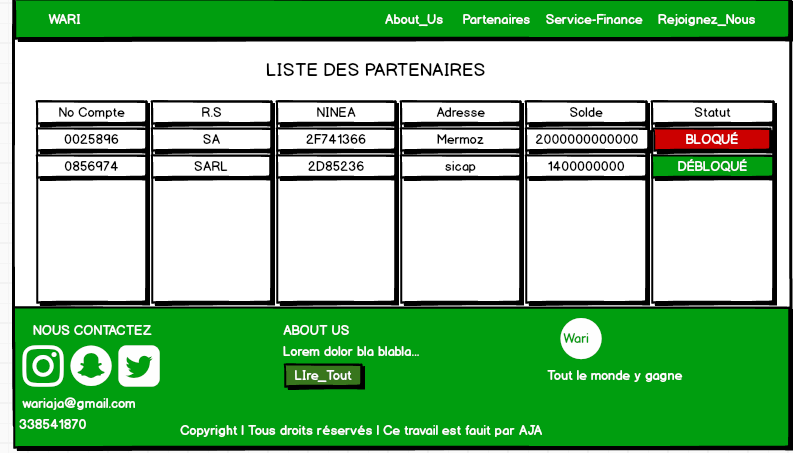 WARI About_Us Partenaires Service-Finance Rejoignez_Nous
LISTE DES PARTENAIRES
No Compte R.S NINEA Adresse Solde Statut
0025896 SA 2F741366 Mermoz 2000000000000 BLOQUÉ
0856974 SARL 2D85236 sicap 1400000000 DÉBLOQUÉ
NOUS CONTACTEZ
wariaja@gmail.com
338541870
ABOUT US
Lorem dolor bla blabla...
LIre_Tout
Wari
Tout le monde y gagne
Copyright I Tous droits réservés I Ce travail est fauit par AJA